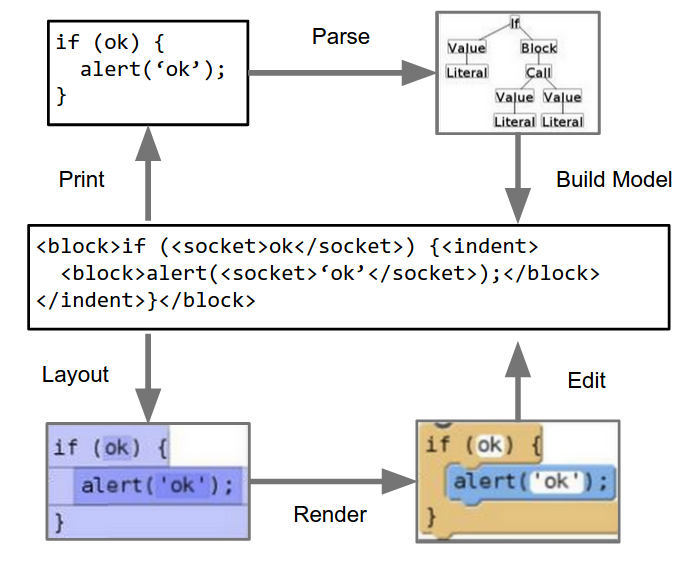 if (ok) {
  alert(‘ok’);
}
Parse
If
Value Block
Literal Call
Value Value
Literal Literal
Print
Build Model
<block>if (<socket>ok</socket>) {<indent>
  <block>alert(<socket>‘ok’</socket>);</block>
</indent>}</block>
Layout
Edit
if (ok) {
  alert('ok');
}
Render
if (ok) {
  alert('ok');
}